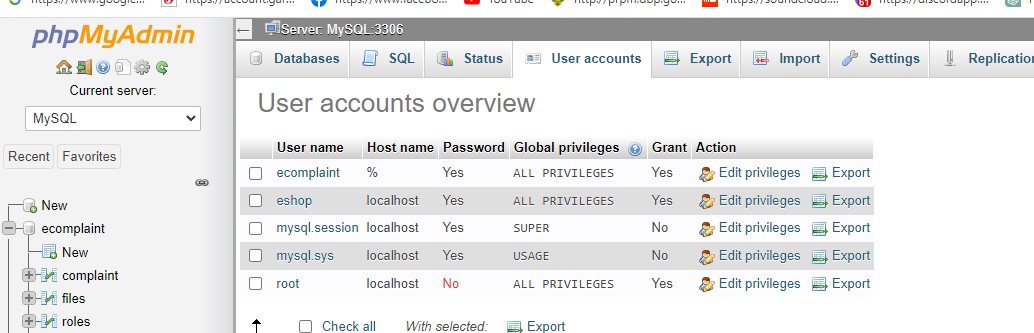 https://www.google...
https://account.gar...
https://www.facebo...
YouTube
http://prpm.dbp.go...
https://soundcloud....
61
https://discordapp....
phpMyAdmin
Current server:
MySQL
Recent
Favorites
New
ecomplaint
New
complaint
files
roles
Server: MySQL:3306
Databases
SQL
Status
User accounts
Export
Import
Settings
Replication
User accounts overview
User name Host name Password Global privileges Grant Action
ecomplaint % Yes ALL PRIVILEGES Yes Edit privileges Export
eshop localhost Yes ALL PRIVILEGES Yes Edit privileges Export
mysql.session localhost Yes SUPER No Edit privileges Export
mysql.sys localhost Yes USAGE No Edit privileges Export
root localhost No ALL PRIVILEGES Yes Edit privileges Export
Check all With selected: Export